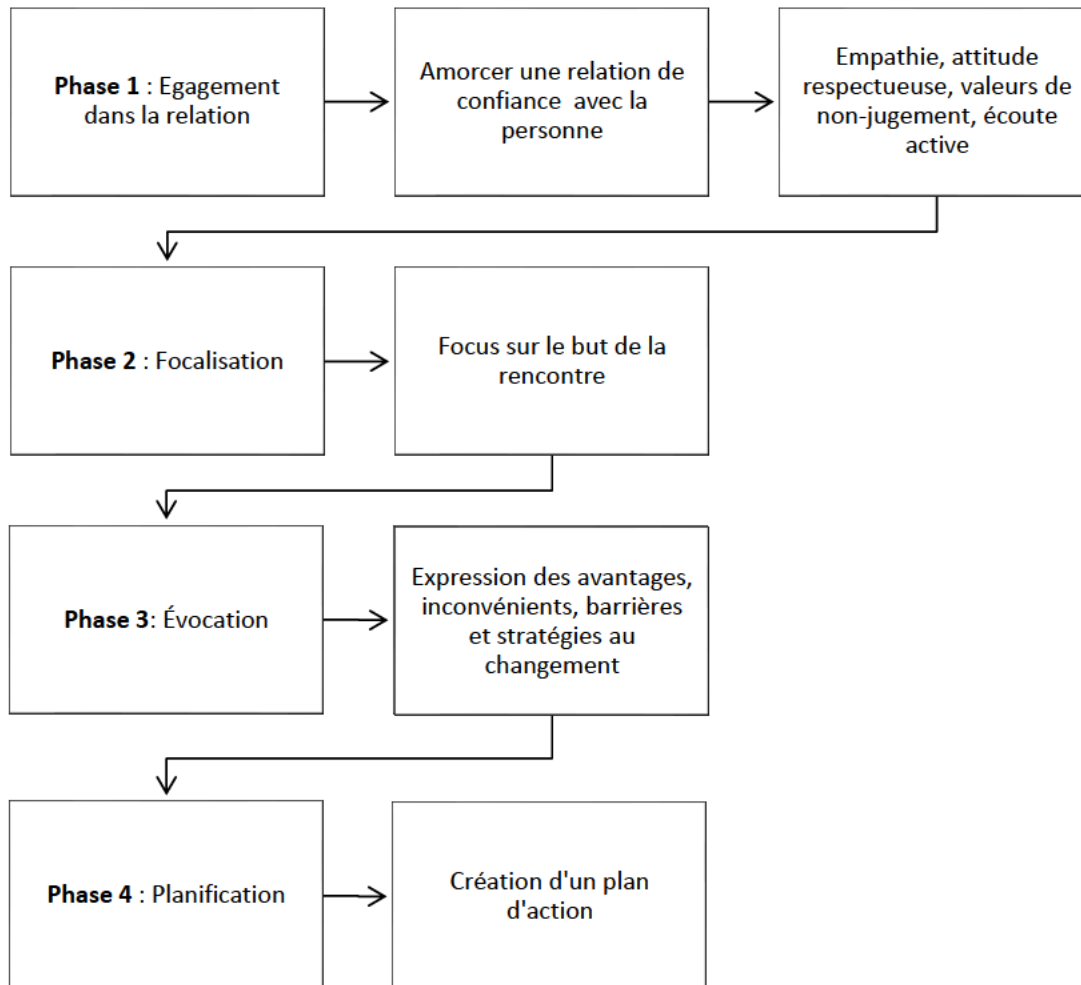 Phase 1 : Egagement
dans la relation
Amorcer une relation de
confiance avec la
personne
Empathie, attitude
respectueuse, valeurs de
non-jugement, écoute
active
Phase 2 : Focalisation
Focus sur le but de la
rencontre
Phase 3: Évocation
Expression des avantages,
inconvénients, barrières
et stratégies au
changement
Phase 4 : Planification
Création d'un plan
d'action